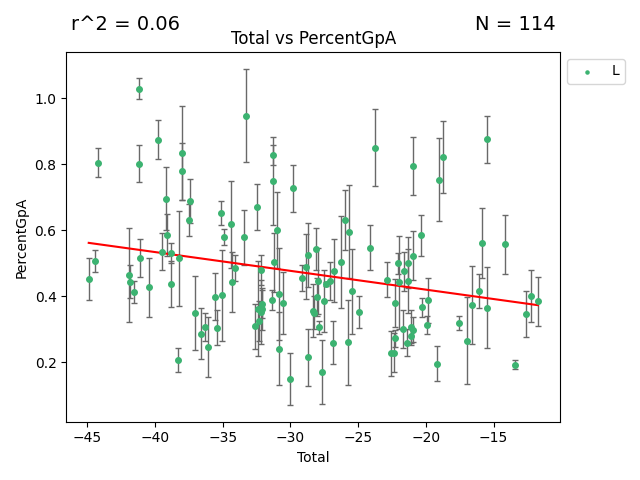 r^2 = 0.06 N = 114
Total vs PercentGpA
L
PercentGpA
1.0
0.8
0.6
0.4
0.2
−45 −40 −35 −30 −25 −20 −15
Total